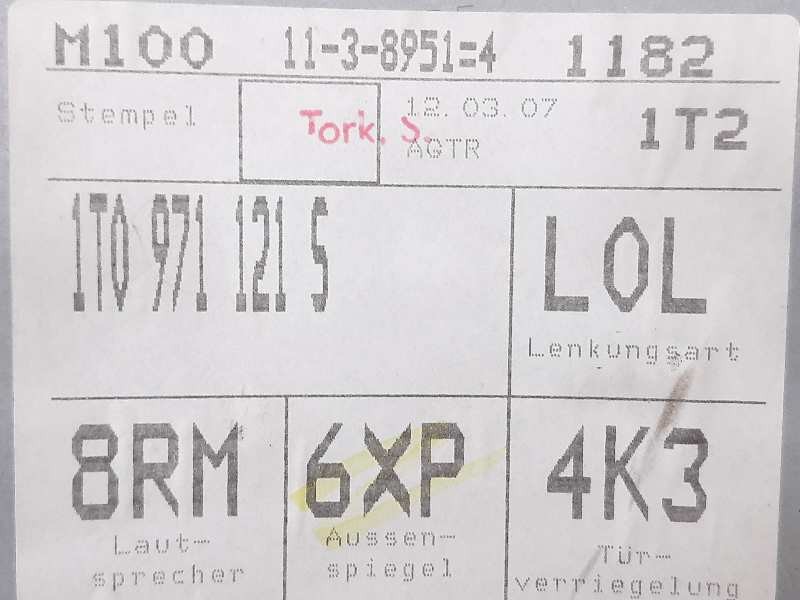 M100 11-3-8951=4 1182
Stempel Tork. S. 12.03.07 1T2
AGTR
1T0 971 121 S L0L
Lenkungsart
8RM 6XP 4K3
Laut- Aussen- Tür-
sprecher spiegel verriegelung